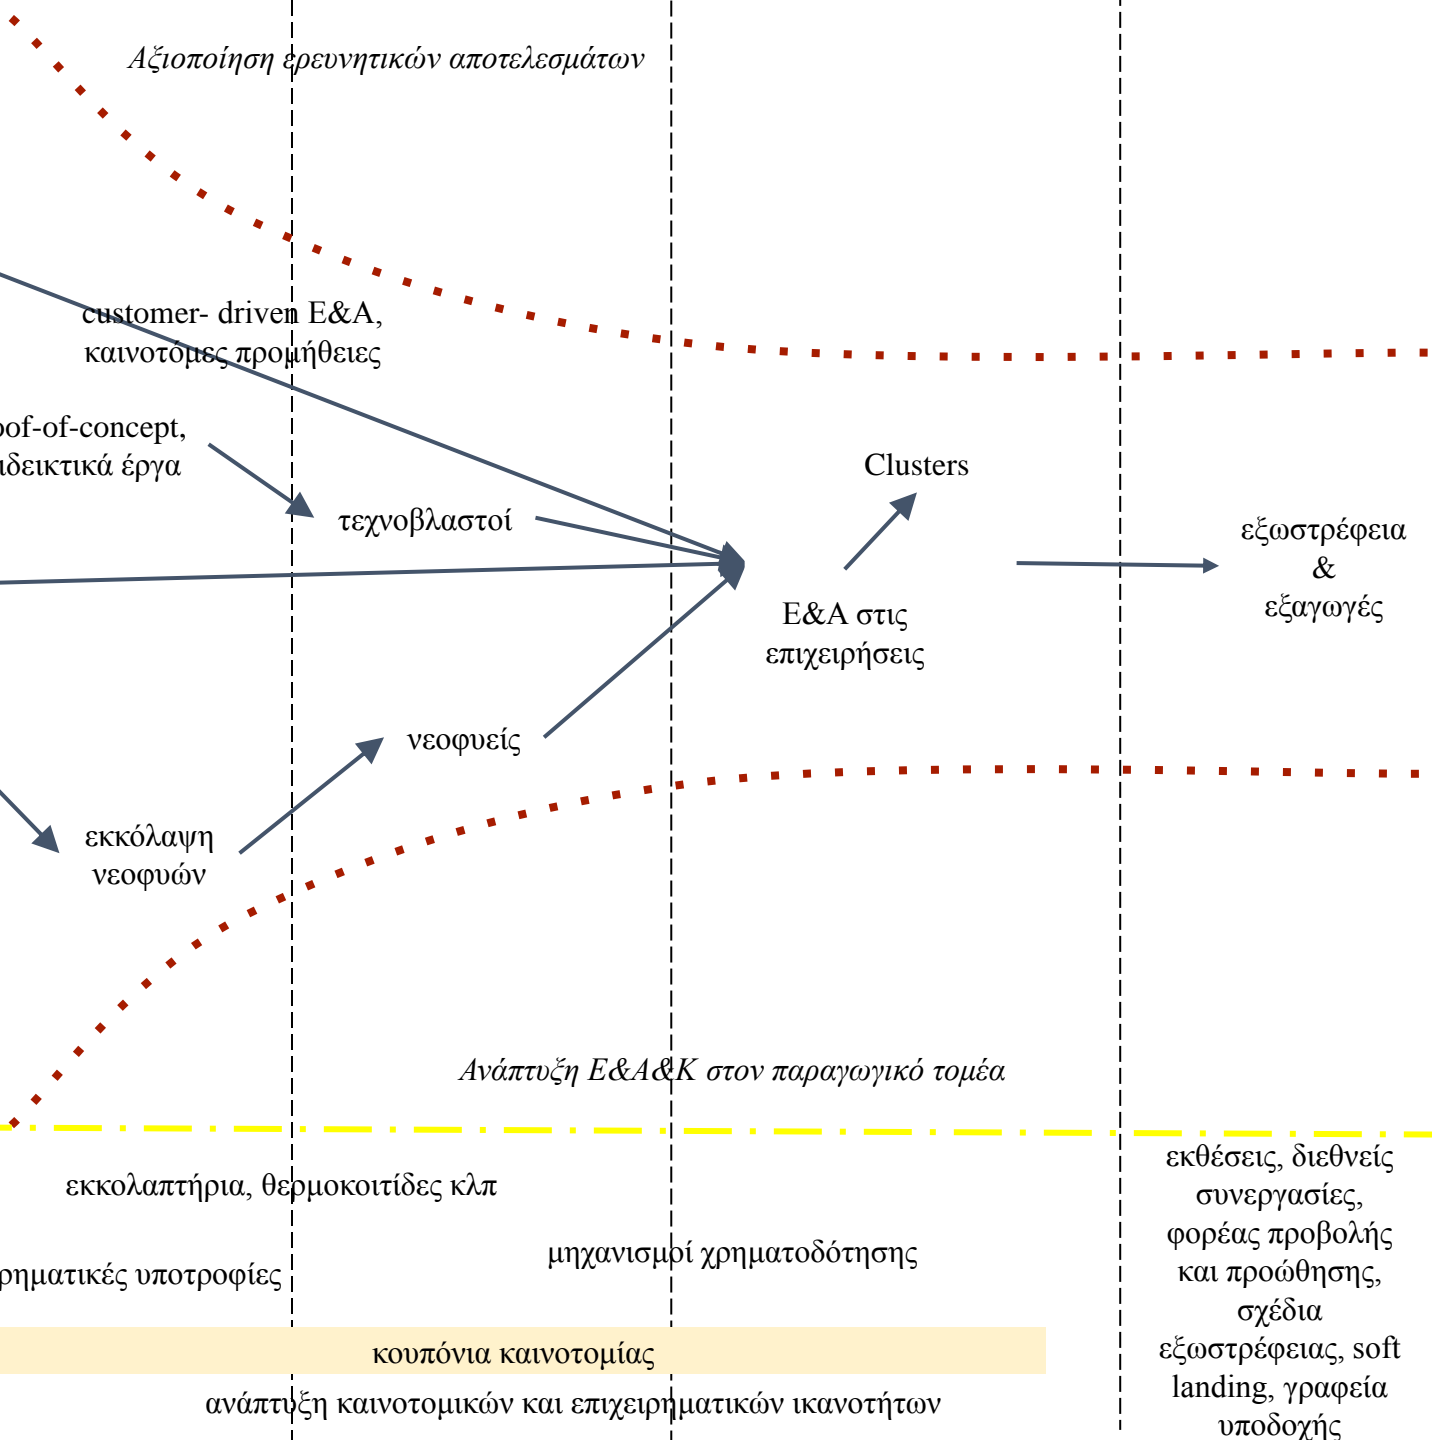 Αξιοποίηση ερευνητικών αποτελεσμάτων
customer- driven Ε&Α,
καινοτόμες προμήθειες
oof-of-concept,
ιδεικτικά έργα
τεχνοβλαστοί
Clusters
εξωστρέφεια
&
εξαγωγές
Ε&Α στις
επιχειρήσεις
νεοφυείς
εκκόλαψη
νεοφυών
Ανάπτυξη Ε&Α&Κ στον παραγωγικό τομέα
εκκολαπτήρια, θερμοκοιτίδες κλπ
μηχανισμοί χρηματοδότησης
ρηματικές υποτροφίες
κουπόνια καινοτομίας
ανάπτυξη καινοτομικών και επιχειρηματικών ικανοτήτων
εκθέσεις, διεθνείς
συνεργασίες,
φορέας προβολής
και προώθησης,
σχέδια
εξωστρέφειας, soft
landing, γραφεία
υποδοχής